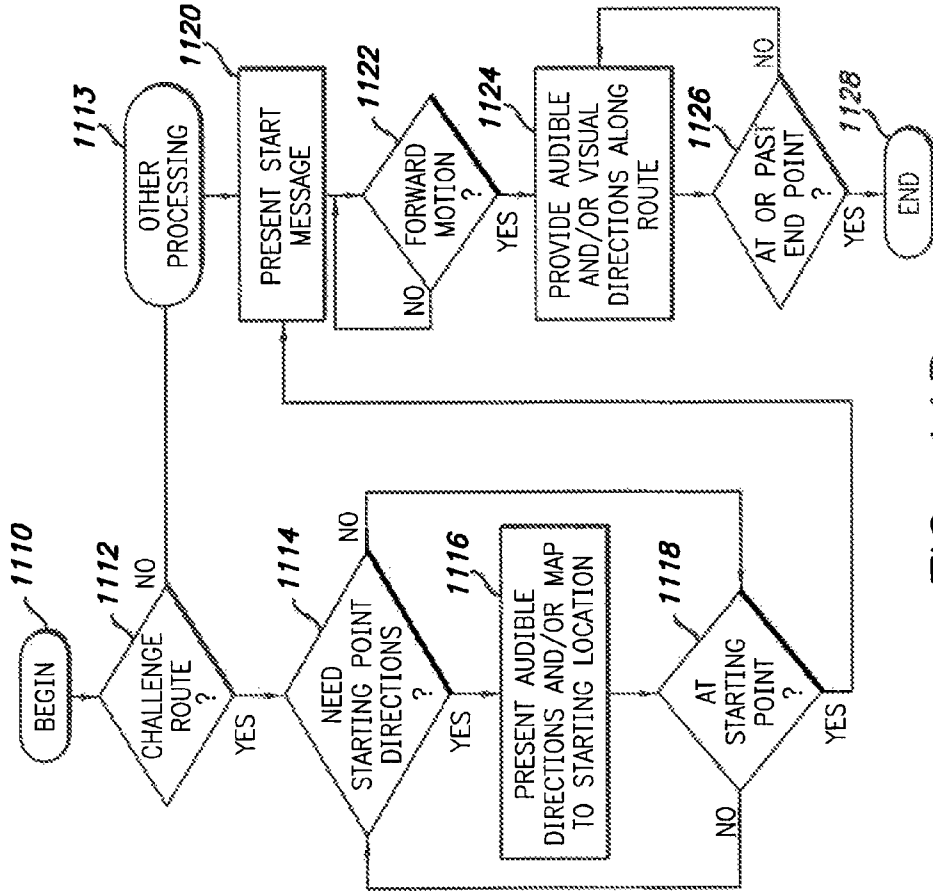 BEGIN
1110
CHALLENGE
ROUTE
?
1112
NO
YES
NEED
STARTING POINT
DIRECTIONS
?
1114
NO
YES
PRESENT AUDIBLE
DIRECTIONS AND/OR MAP
TO STARTING LOCATION
1116
AT
STARTING
POINT
?
1118
NO
YES
OTHER
PROCESSING
1113
PRESENT START
MESSAGE
1120
FORWARD
MOTION
?
1122
NO
YES
PROVIDE AUDIBLE
AND/OR VISUAL
DIRECTIONS ALONG
ROUTE
1124
AT OR PAST
END POINT
?
1126
NO
YES
END
1128